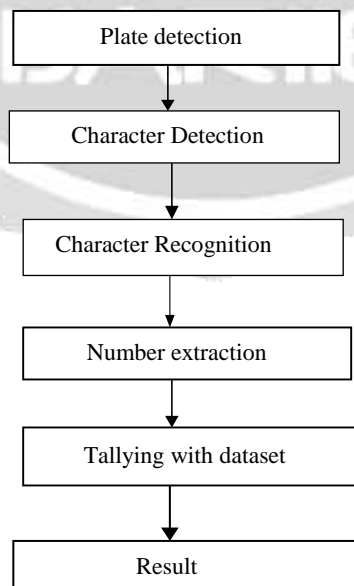 Plate detection
Character Detection
Character Recognition
Number extraction
Tallying with dataset
Result